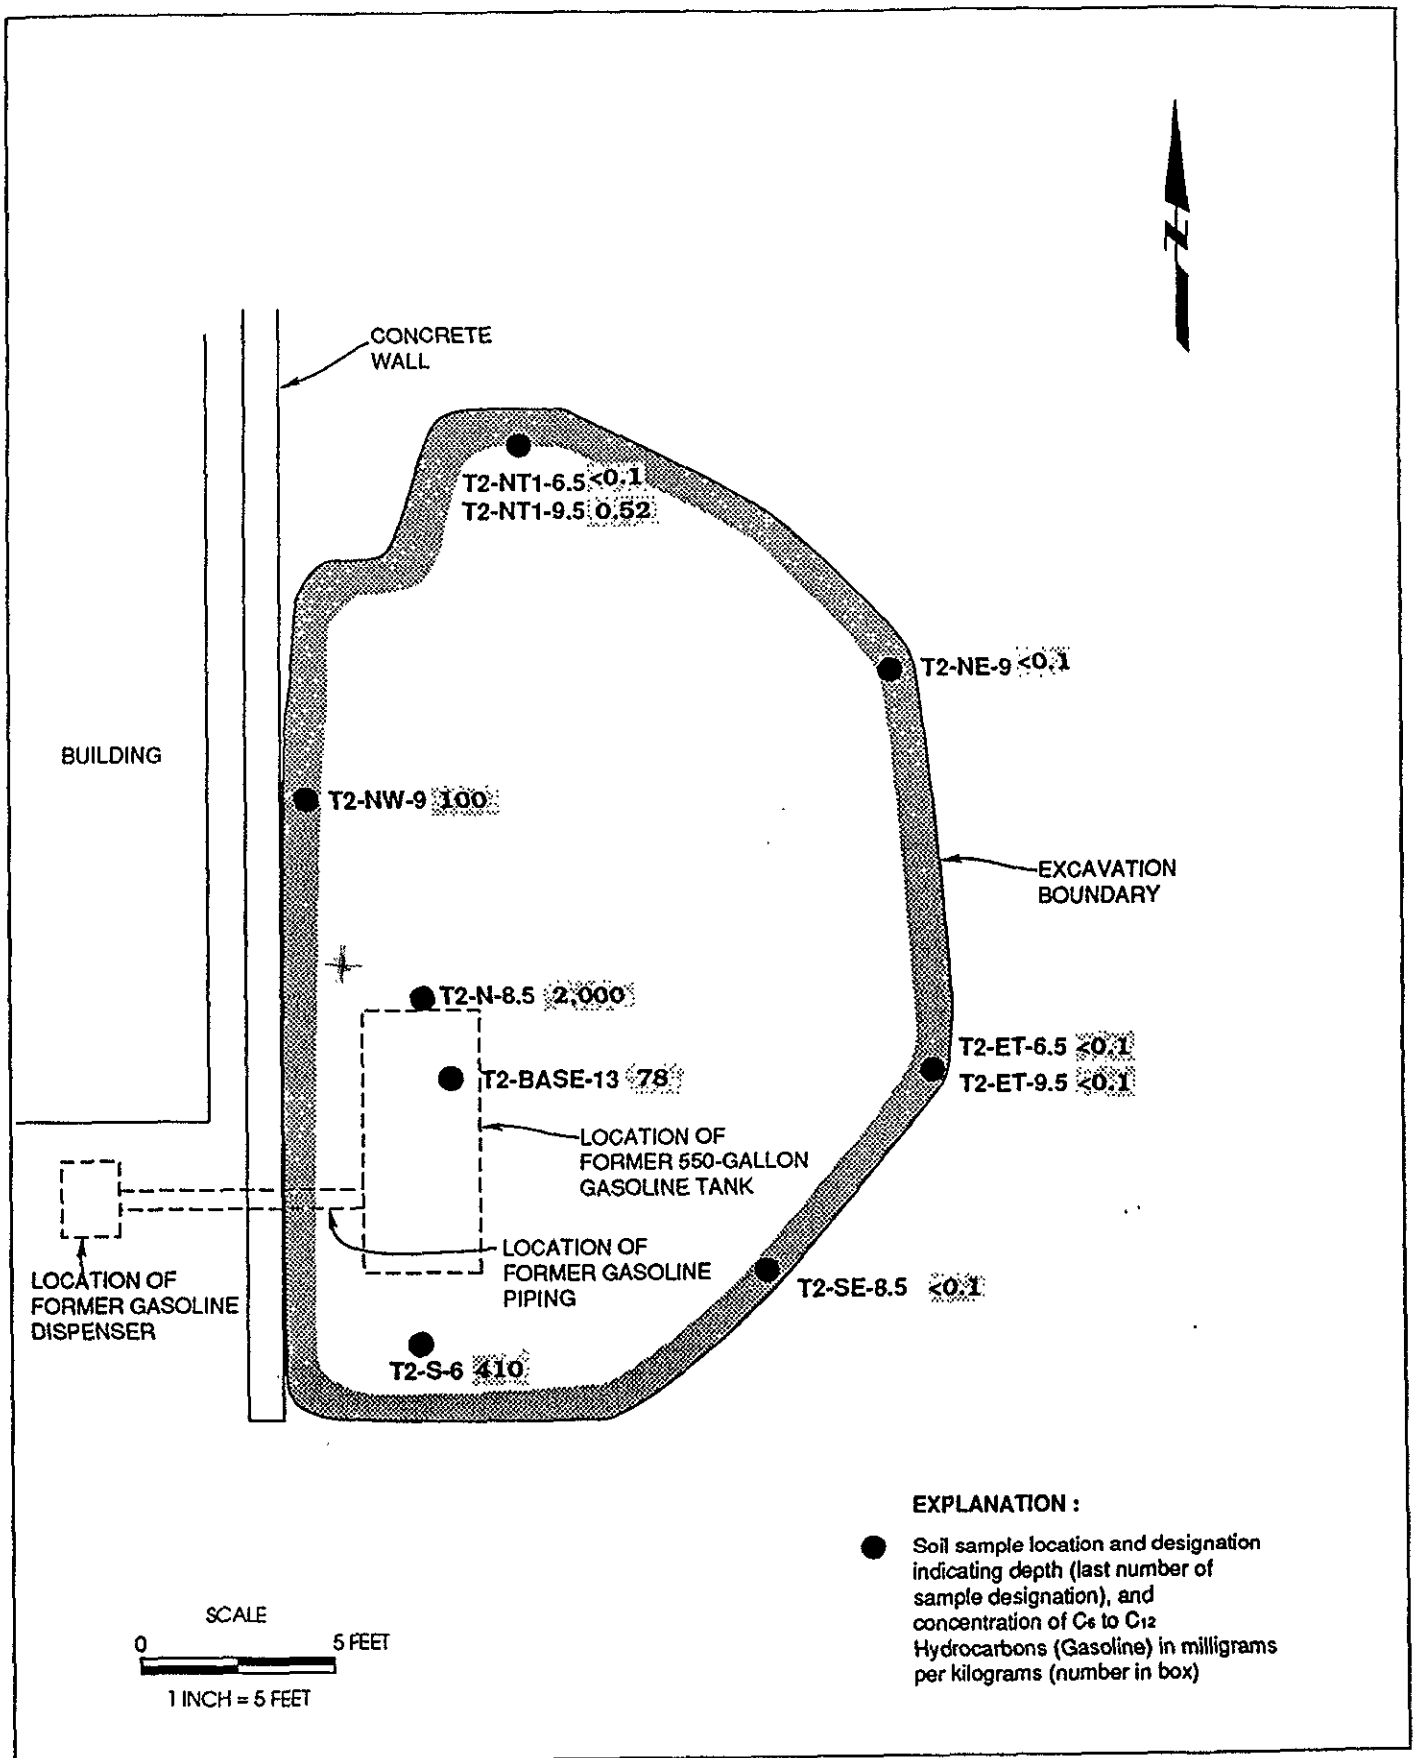 N
CONCRETE
WALL
T2-NT1-6.5 <0.1
T2-NT1-9.5 0.52
T2-NE-9 <0.1
BUILDING
T2-NW-9 100
EXCAVATION
BOUNDARY
T2-N-8.5 2,000
T2-ET-6.5 <0.1
T2-BASE-13 78
T2-ET-9.5 <0.1
LOCATION OF
FORMER 550-GALLON
GASOLINE TANK
LOCATION OF
FORMER GASOLINE
PIPING
LOCATION OF
FORMER GASOLINE
DISPENSER
T2-SE-8.5 <0.1
T2-S-6 410
EXPLANATION :
Soil sample location and designation
indicating depth (last number of
sample designation), and
concentration of C₆ to C₁₂
Hydrocarbons (Gasoline) in milligrams
per kilograms (number in box)
SCALE
0 5 FEET
1 INCH = 5 FEET